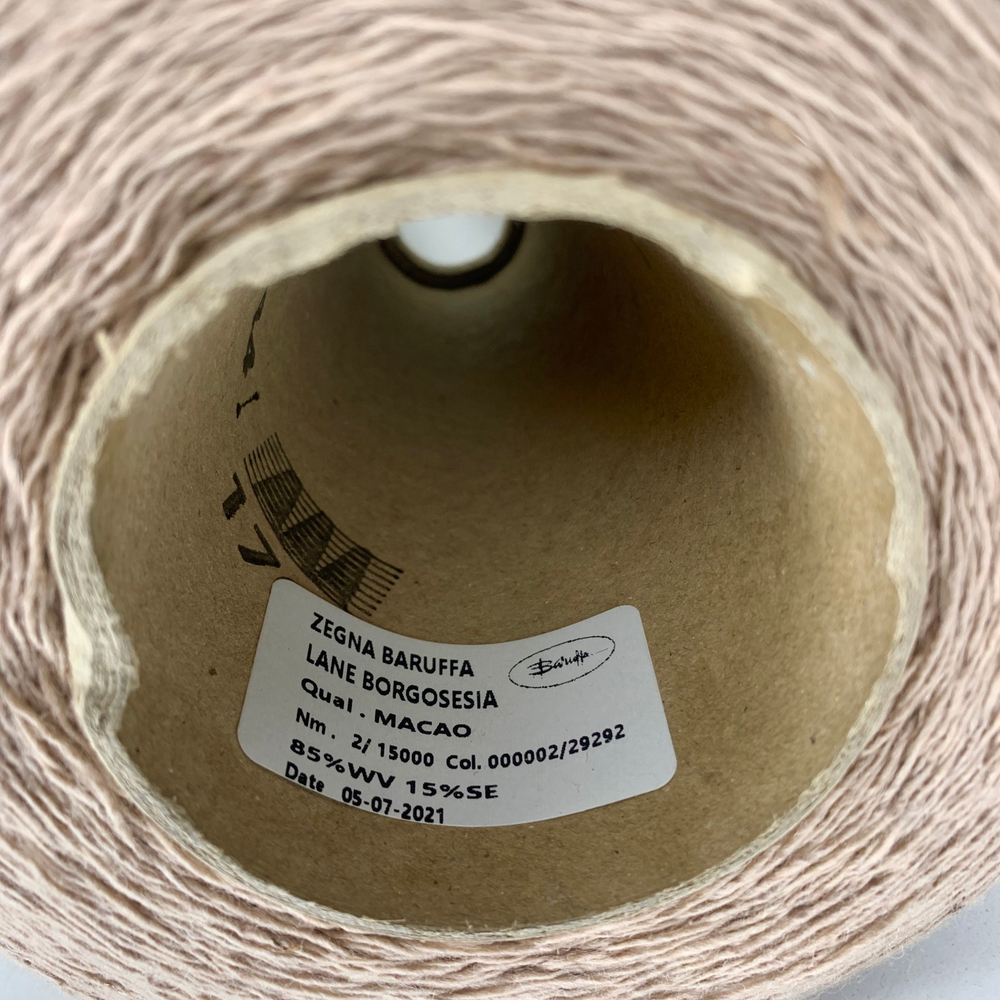 ZEGNA BARUFFA
LANE BORGOSESIA
Baruffa
Qual . MACAO
Nm . 2/ 15000 Col. 000002/29292
85%WV 15%SE
Date 05-07-2021